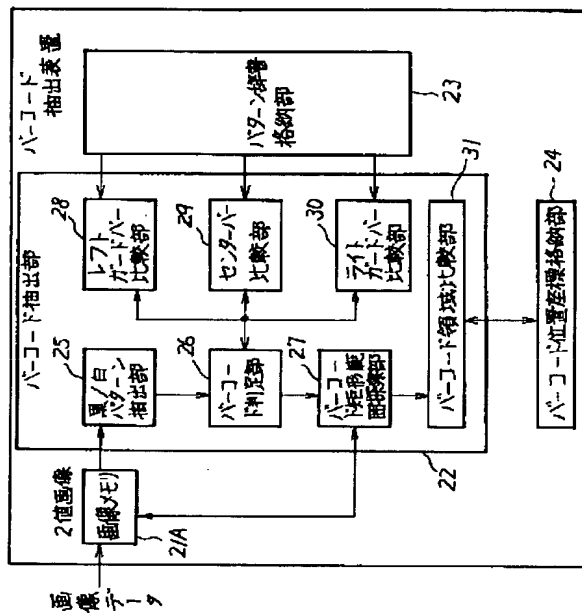 バーコード
抽出装置
画像
データ
2値画像
画像メモリ
21A
バーコード抽出部
22
25
黒/白
パターン
抽出部
26
バーコー
ド判定部
27
バーコー
ド矩形範
囲探索部
28
レフト
ガードバー
比較部
29
センターバー
比較部
30
ライト
ガードバー
比較部
31
バーコード領域比較部
パターン辞書
格納部
23
バーコード位置座標格納部
24